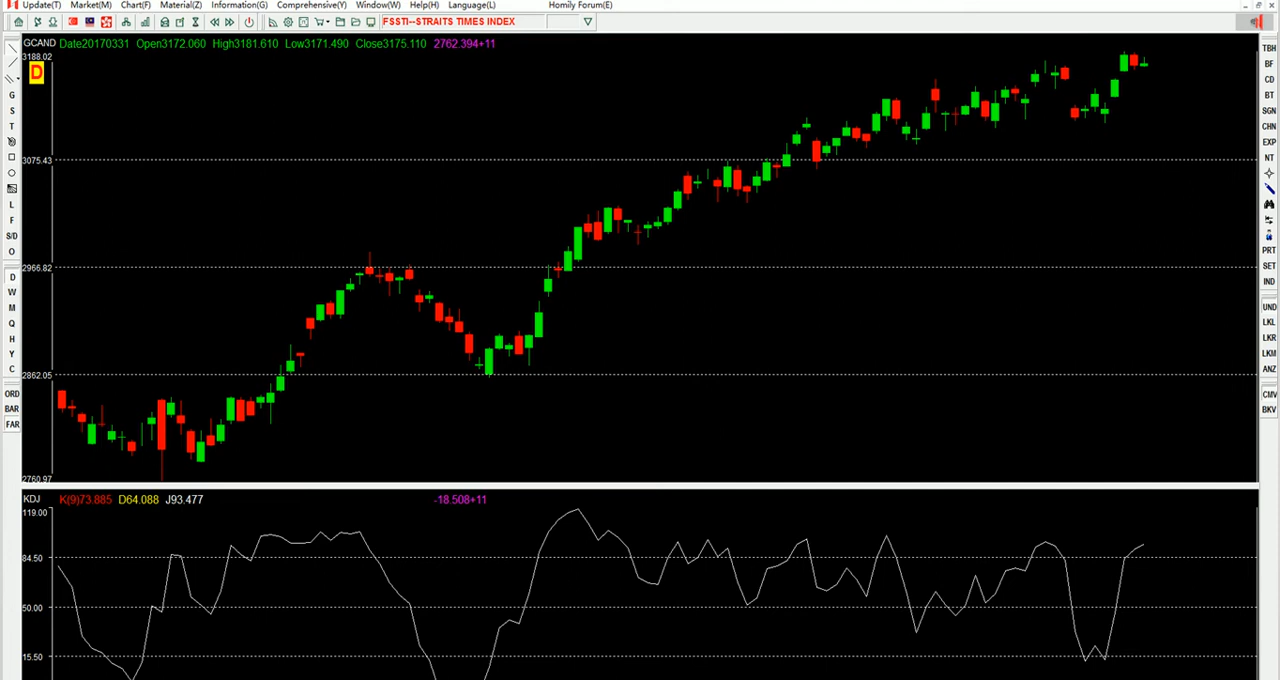 Update(T) Market(M) Chart(F) Material(Z) Information(G) Comprehensive(Y) Window(W) Help(H) Language(L) Homily Forum(E)
FSSTI--STRAITS TIMES INDEX
GCAND Date20170331 Open3172.060 High3181.610 Low3171.490 Close3175.110 2762.394+11
3188.02
D
3075.43
2966.82
2862.05
2760.97
KDJ K(9)73.885 D64.088 J93.477 -18.508+11
119.00
84.50
50.00
15.50
G
S
T
L
F
S/D
O
D
W
M
Q
H
Y
C
ORD
BAR
FAR
TBH
BF
CD
BT
SGN
CHN
EXP
NT
PRT
SET
IND
UND
LKL
LKR
LKM
ANZ
CMV
BKV